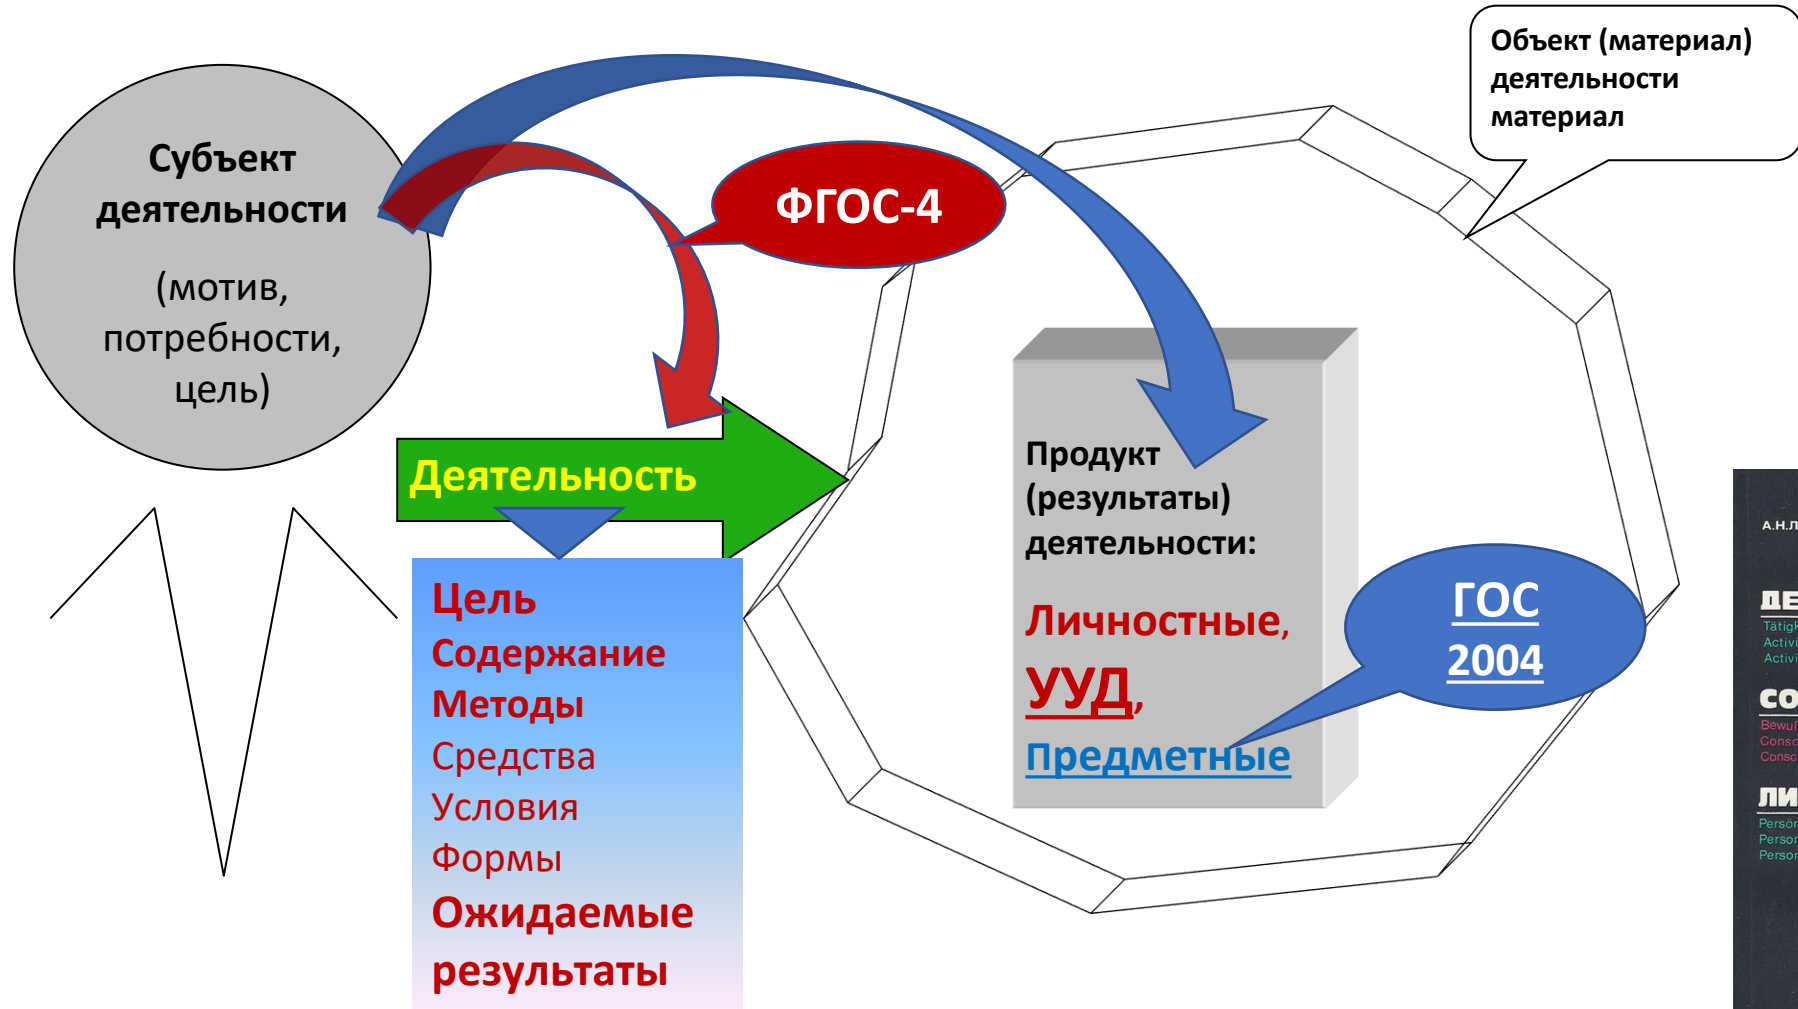 Объект (материал)
деятельности
материал
Субъект
деятельности
(мотив,
потребности,
цель)
ФГОС-4
Деятельность
Цель
Содержание
Методы
Средства
Условия
Формы
Ожидаемые
результаты
Продукт
(результаты)
деятельности:
Личностные,
УУД,
Предметные
ГОС
2004